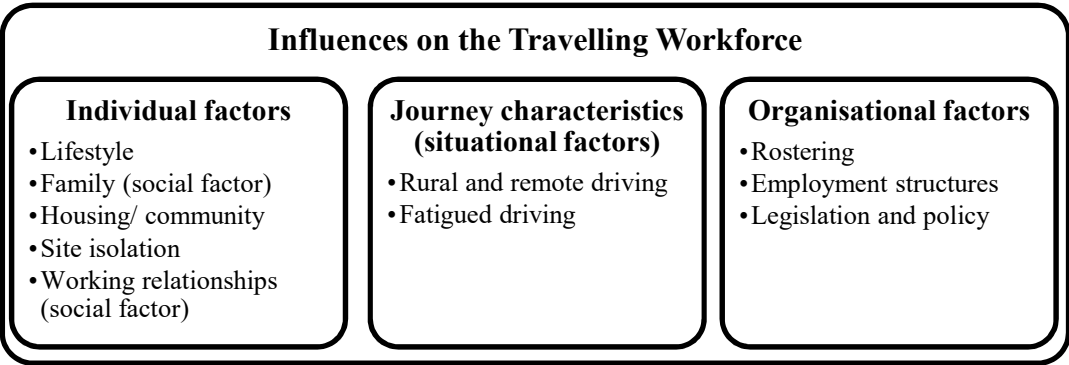 Influences on the Travelling Workforce
Individual factors
•Lifestyle
•Family (social factor)
•Housing/ community
•Site isolation
•Working relationships
(social factor)
Journey characteristics
(situational factors)
•Rural and remote driving
•Fatigued driving
Organisational factors
•Rostering
•Employment structures
•Legislation and policy